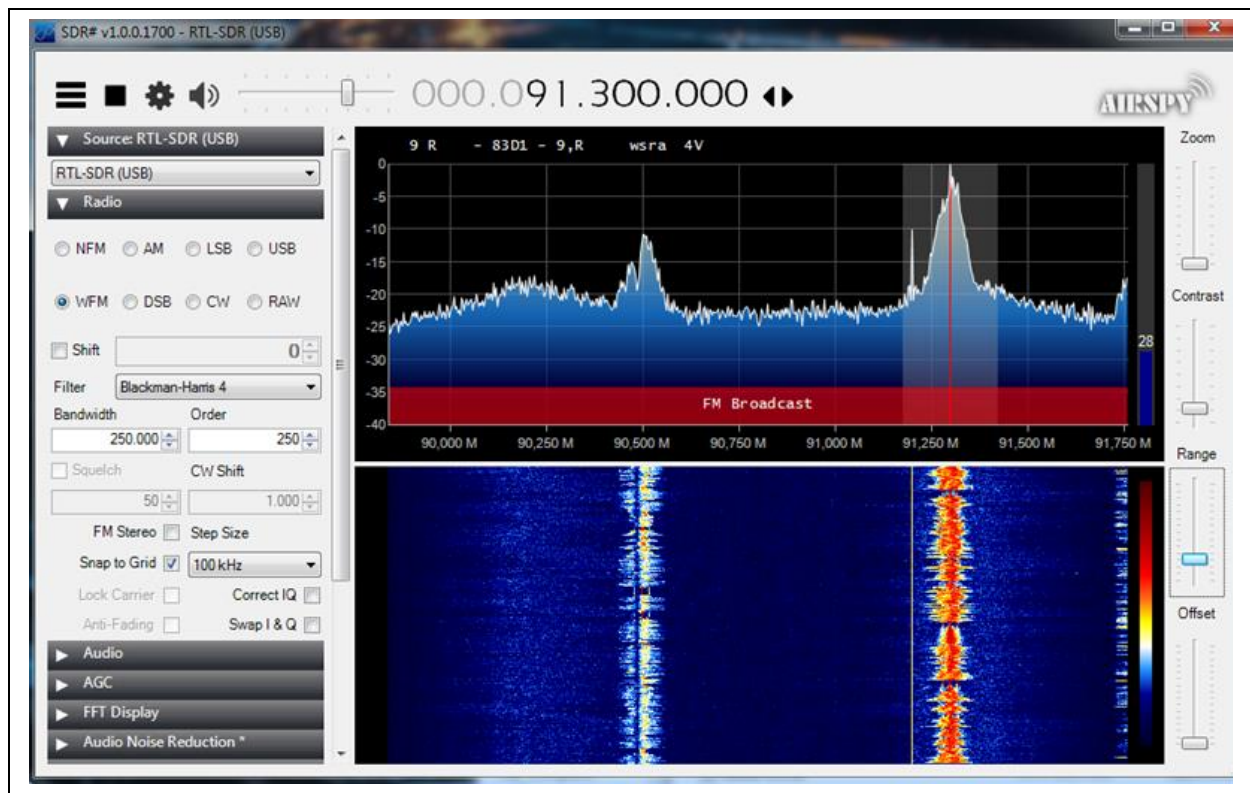 SDR# v1.0.0.1700 - RTL-SDR (USB)
000.091.300.000
AIRSPY
Source: RTL-SDR (USB)
RTL-SDR (USB)
Radio
NFM AM LSB USB
WFM DSB CW RAW
Shift 0
Filter Blackman-Harris 4
Bandwidth Order
250.000 250
Squelch CW Shift
50 1.000
FM Stereo Step Size
Snap to Grid 100 kHz
Lock Carrier Correct IQ
Anti-Fading Swap I & Q
Audio
AGC
FFT Display
Audio Noise Reduction *
9 R - 83D1 - 9,R wsra 4V
0
-5
-10
-15
-20
-25
-30
-35
-40
28
FM Broadcast
90,000 M 90,250 M 90,500 M 90,750 M 91,000 M 91,250 M 91,500 M 91,750 M
Zoom
Contrast
Range
Offset